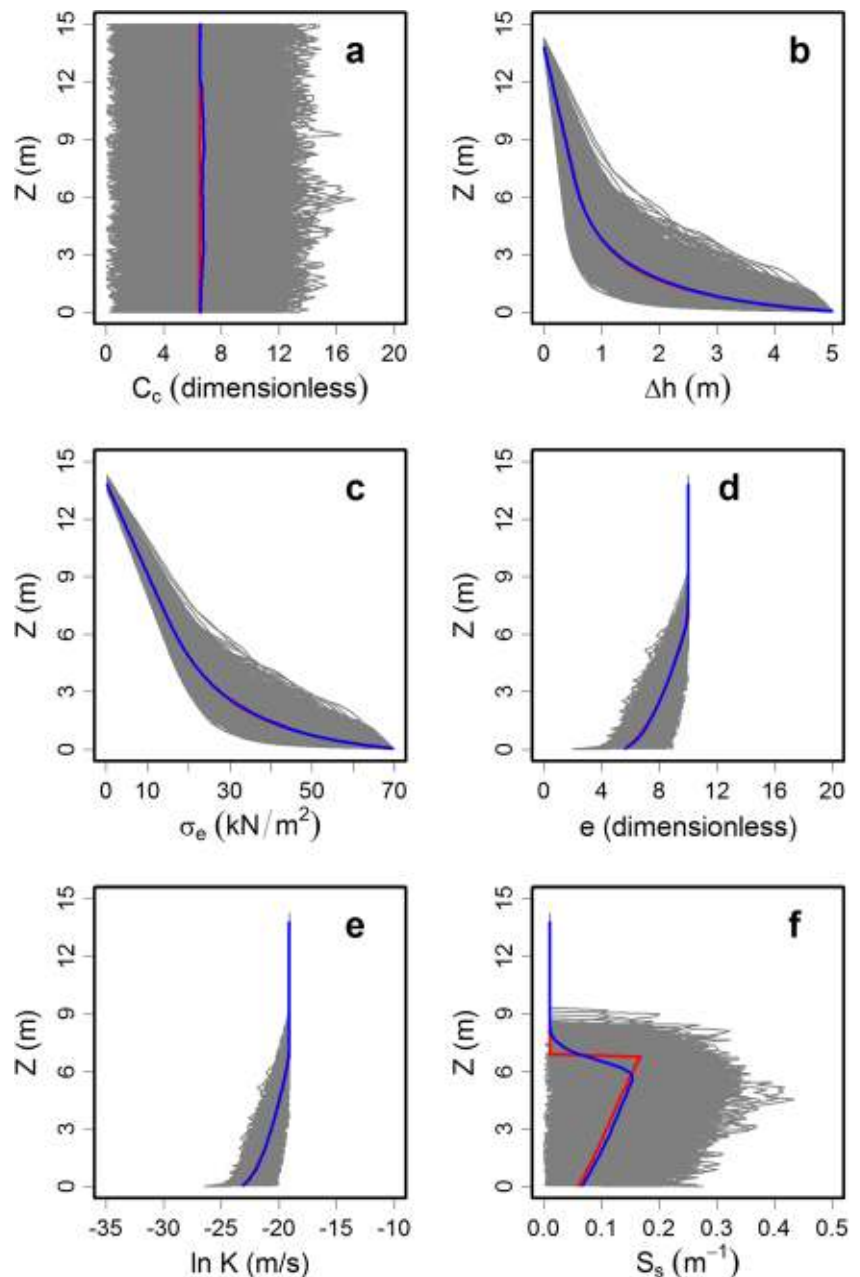 a
Z (m)
0 3 6 9 12 15
0 4 8 12 16 20
C_c (dimensionless)
b
Z (m)
0 3 6 9 12 15
0 1 2 3 4 5
Δh (m)
c
Z (m)
0 3 6 9 12 15
0 10 30 50 70
σ_e (kN/m²)
d
Z (m)
0 3 6 9 12 15
0 4 8 12 16 20
e (dimensionless)
e
Z (m)
0 3 6 9 12 15
-35 -30 -25 -20 -15 -10
ln K (m/s)
f
Z (m)
0 3 6 9 12 15
0.0 0.1 0.2 0.3 0.4 0.5
S_s (m⁻¹)